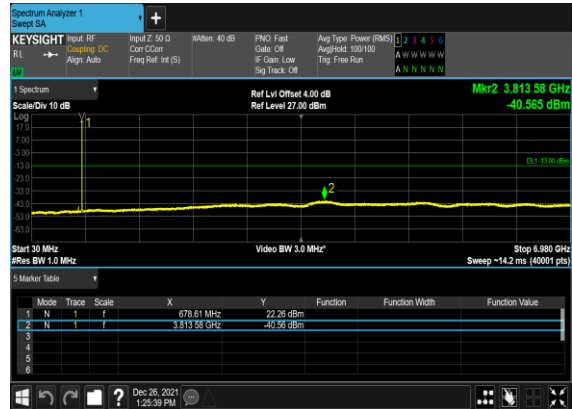 Spectrum Analyzer 1
Swept SA
+
KEYSIGHT Input: RF Input Z: 50 Ω #Atten: 40 dB PNO: Fast Avg Type: Power (RMS) 1 2 3 4 5 6
RL Coupling: DC Corr CCorr Gate: Off Avg|Hold: 100/100 A W W W W W
Align: Auto Freq Ref: Int (S) IF Gain: Low Trig: Free Run A N N N N N
Sig Track: Off
1 Spectrum Ref Lvl Offset 4.00 dB Mkr2 3.813 58 GHz
Scale/Div 10 dB Ref Level 27.00 dBm -40.565 dBm
Log
17.0
7.00
-3.00
-13.0
-23.0
-33.0
-43.0
-53.0
-63.0
1
DL1 -13.00 dBm
2
Start 30 MHz Video BW 3.0 MHz* Stop 6.980 GHz
#Res BW 1.0 MHz Sweep ~14.2 ms (40001 pts)
5 Marker Table
Mode Trace Scale X Y Function Function Width Function Value
1 N 1 f 678.61 MHz 22.26 dBm
2 N 1 f 3.813 58 GHz -40.56 dBm
3
4
5
6
? Dec 26, 2021
1:25:39 PM